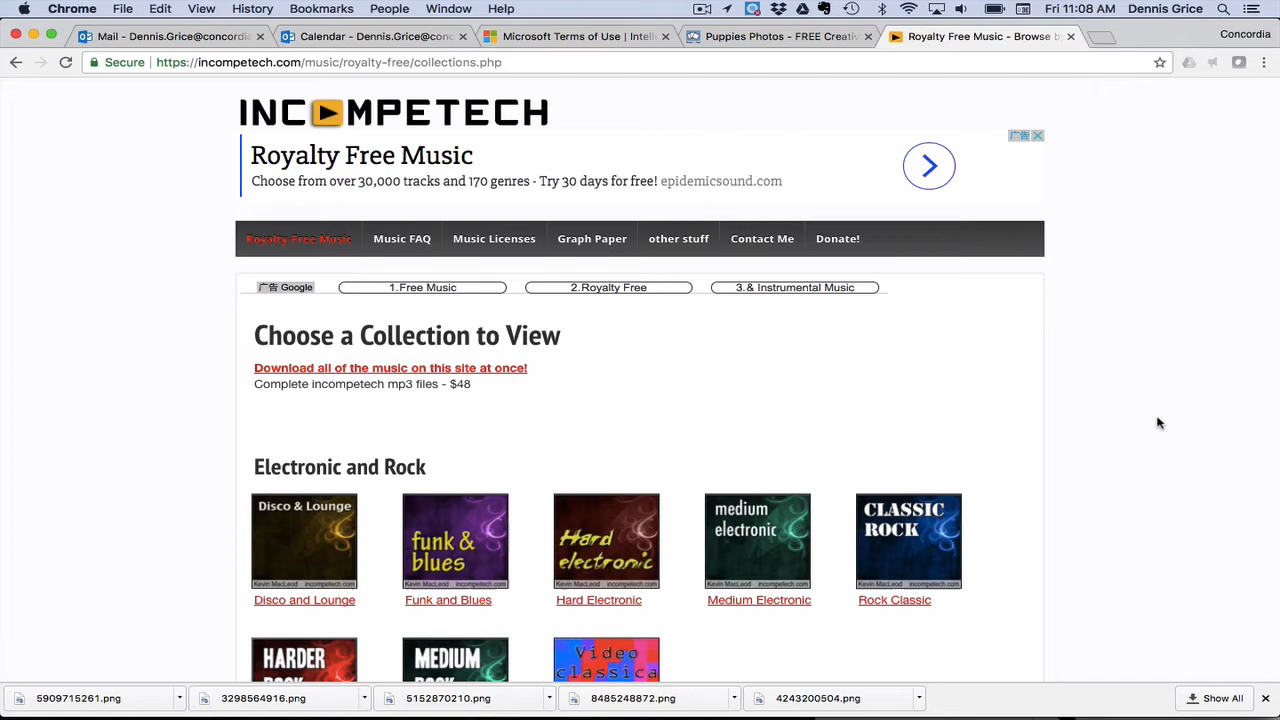 Chrome File Edit View History Bookmarks People Window Help Fri 11:08 AM Dennis Grice
Mail - Dennis.Grice@concordia Calendar - Dennis.Grice@conc Microsoft Terms of Use | Intelle Puppies Photos - FREE Creativ Royalty Free Music - Browse by Concordia
Secure https://incompetech.com/music/royalty-free/collections.php
INCOMPETECH
Royalty Free Music
Choose from over 30,000 tracks and 170 genres - Try 30 days for free! epidemicsound.com
广告
Royalty Free Music Music FAQ Music Licenses Graph Paper other stuff Contact Me Donate!
广告 Google 1.Free Music 2.Royalty Free 3.& Instrumental Music
Choose a Collection to View
Download all of the music on this site at once!
Complete incompetech mp3 files - $48
Electronic and Rock
Disco & Lounge
Kevin MacLeod incompetech.com
funk &
blues
Kevin MacLeod incompetech.com
Hard
electronic
Kevin MacLeod incompetech.com
medium
electronic
Kevin MacLeod incompetech.com
CLASSIC
ROCK
Kevin MacLeod incompetech.com
Disco and Lounge Funk and Blues Hard Electronic Medium Electronic Rock Classic
HARDER
ROCK
MEDIUM
ROCK
Video
classica
5909715261.png 3298564916.png 5152870210.png 8485248872.png 4243200504.png Show All